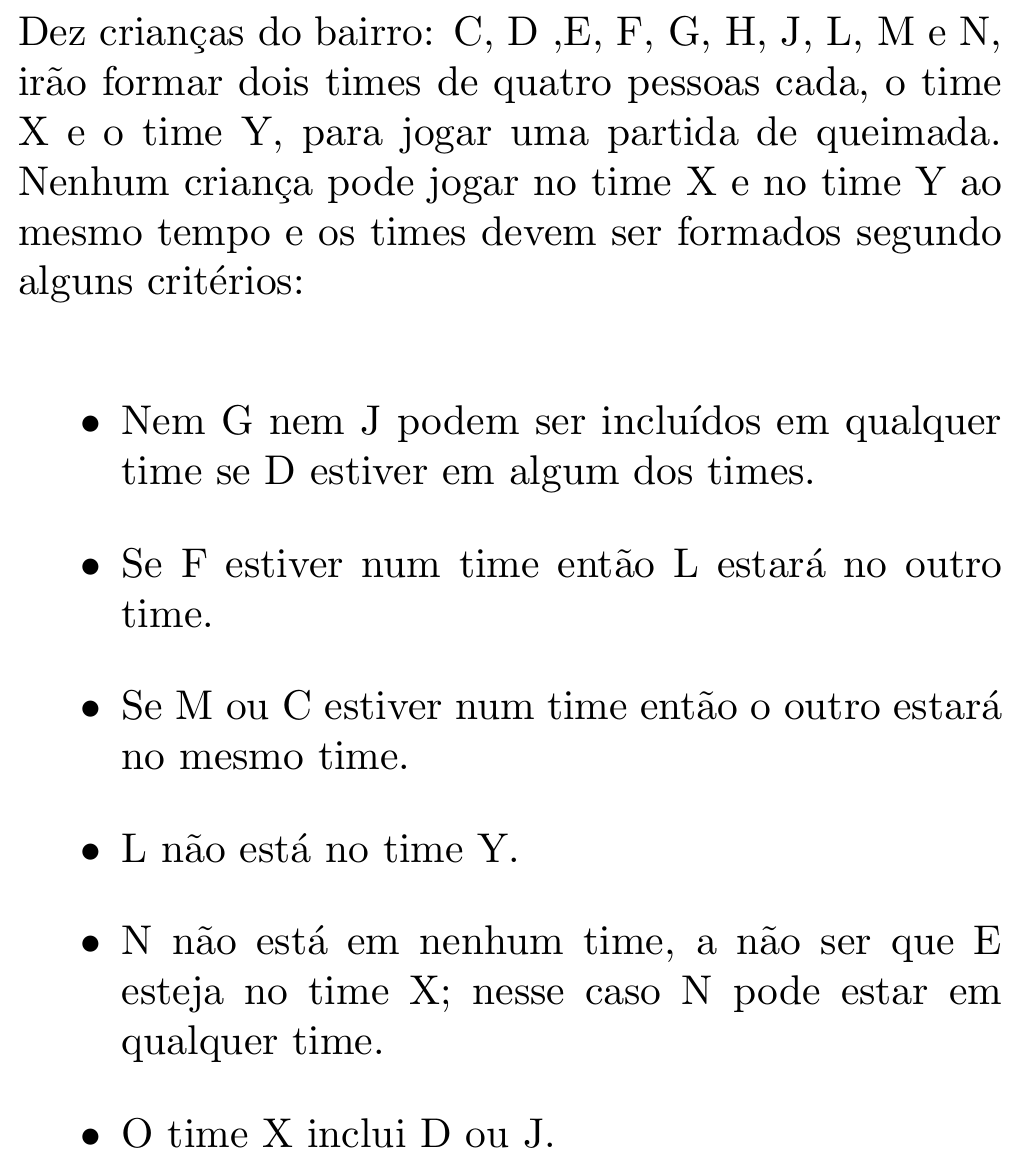 Dez crianças do bairro: C, D ,E, F, G, H, J, L, M e N,
irão formar dois times de quatro pessoas cada, o time
X e o time Y, para jogar uma partida de queimada.
Nenhum criança pode jogar no time X e no time Y ao
mesmo tempo e os times devem ser formados segundo
alguns critérios:
• Nem G nem J podem ser incluídos em qualquer
time se D estiver em algum dos times.
• Se F estiver num time então L estará no outro
time.
• Se M ou C estiver num time então o outro estará
no mesmo time.
• L não está no time Y.
• N não está em nenhum time, a não ser que E
esteja no time X; nesse caso N pode estar em
qualquer time.
• O time X inclui D ou J.